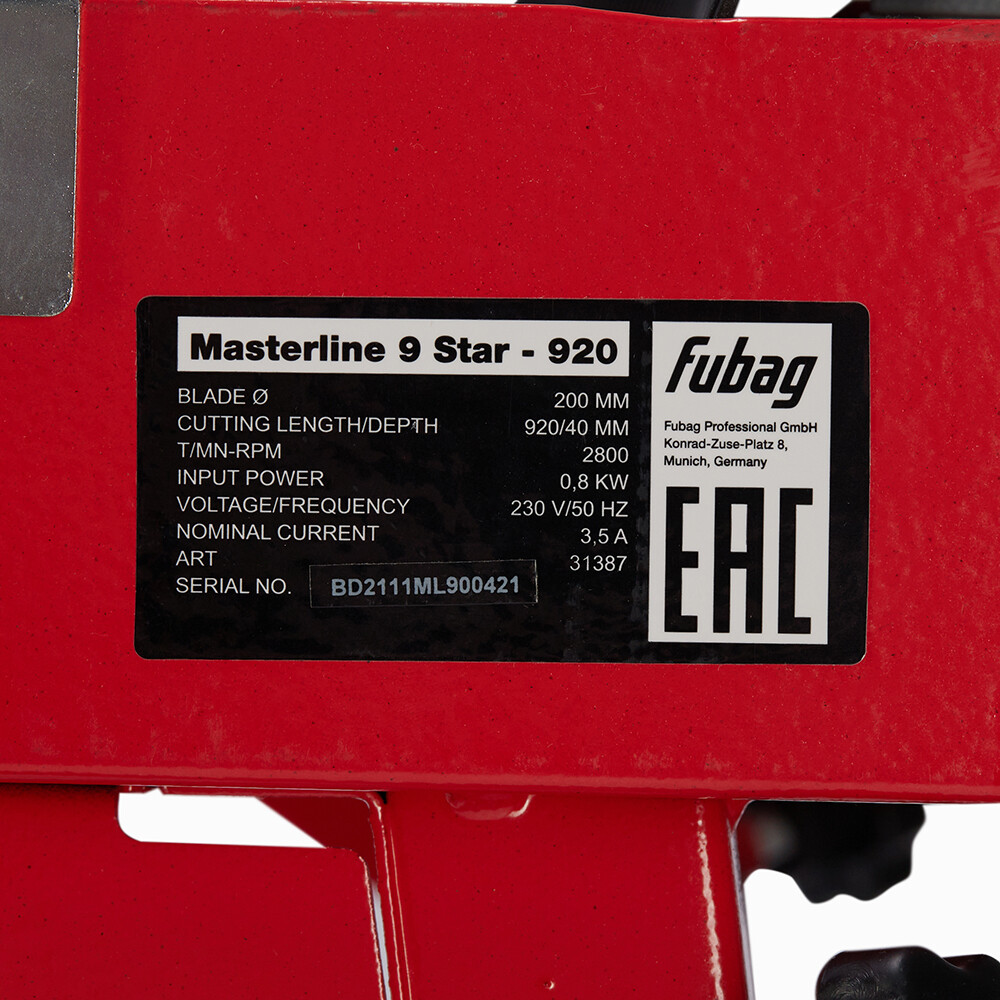 Masterline 9 Star - 920
BLADE Ø 200 MM
CUTTING LENGTH/DEPTH 920/40 MM
T/MN-RPM 2800
INPUT POWER 0,8 KW
VOLTAGE/FREQUENCY 230 V/50 HZ
NOMINAL CURRENT 3,5 A
ART 31387
SERIAL NO. BD2111ML900421
fubag
Fubag Professional GmbH
Konrad-Zuse-Platz 8,
Munich, Germany
EAC